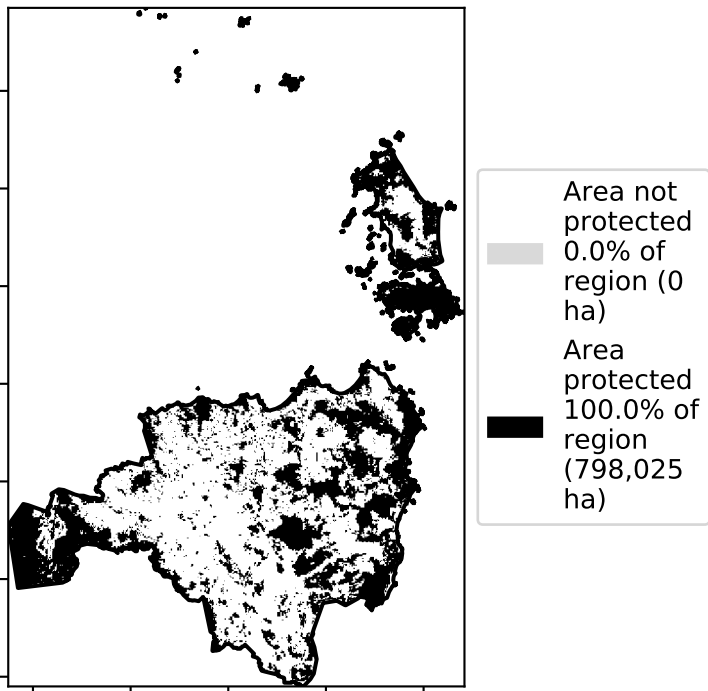 Area not
protected
0.0% of
region (0
ha)
Area
protected
100.0% of
region
(798,025
ha)